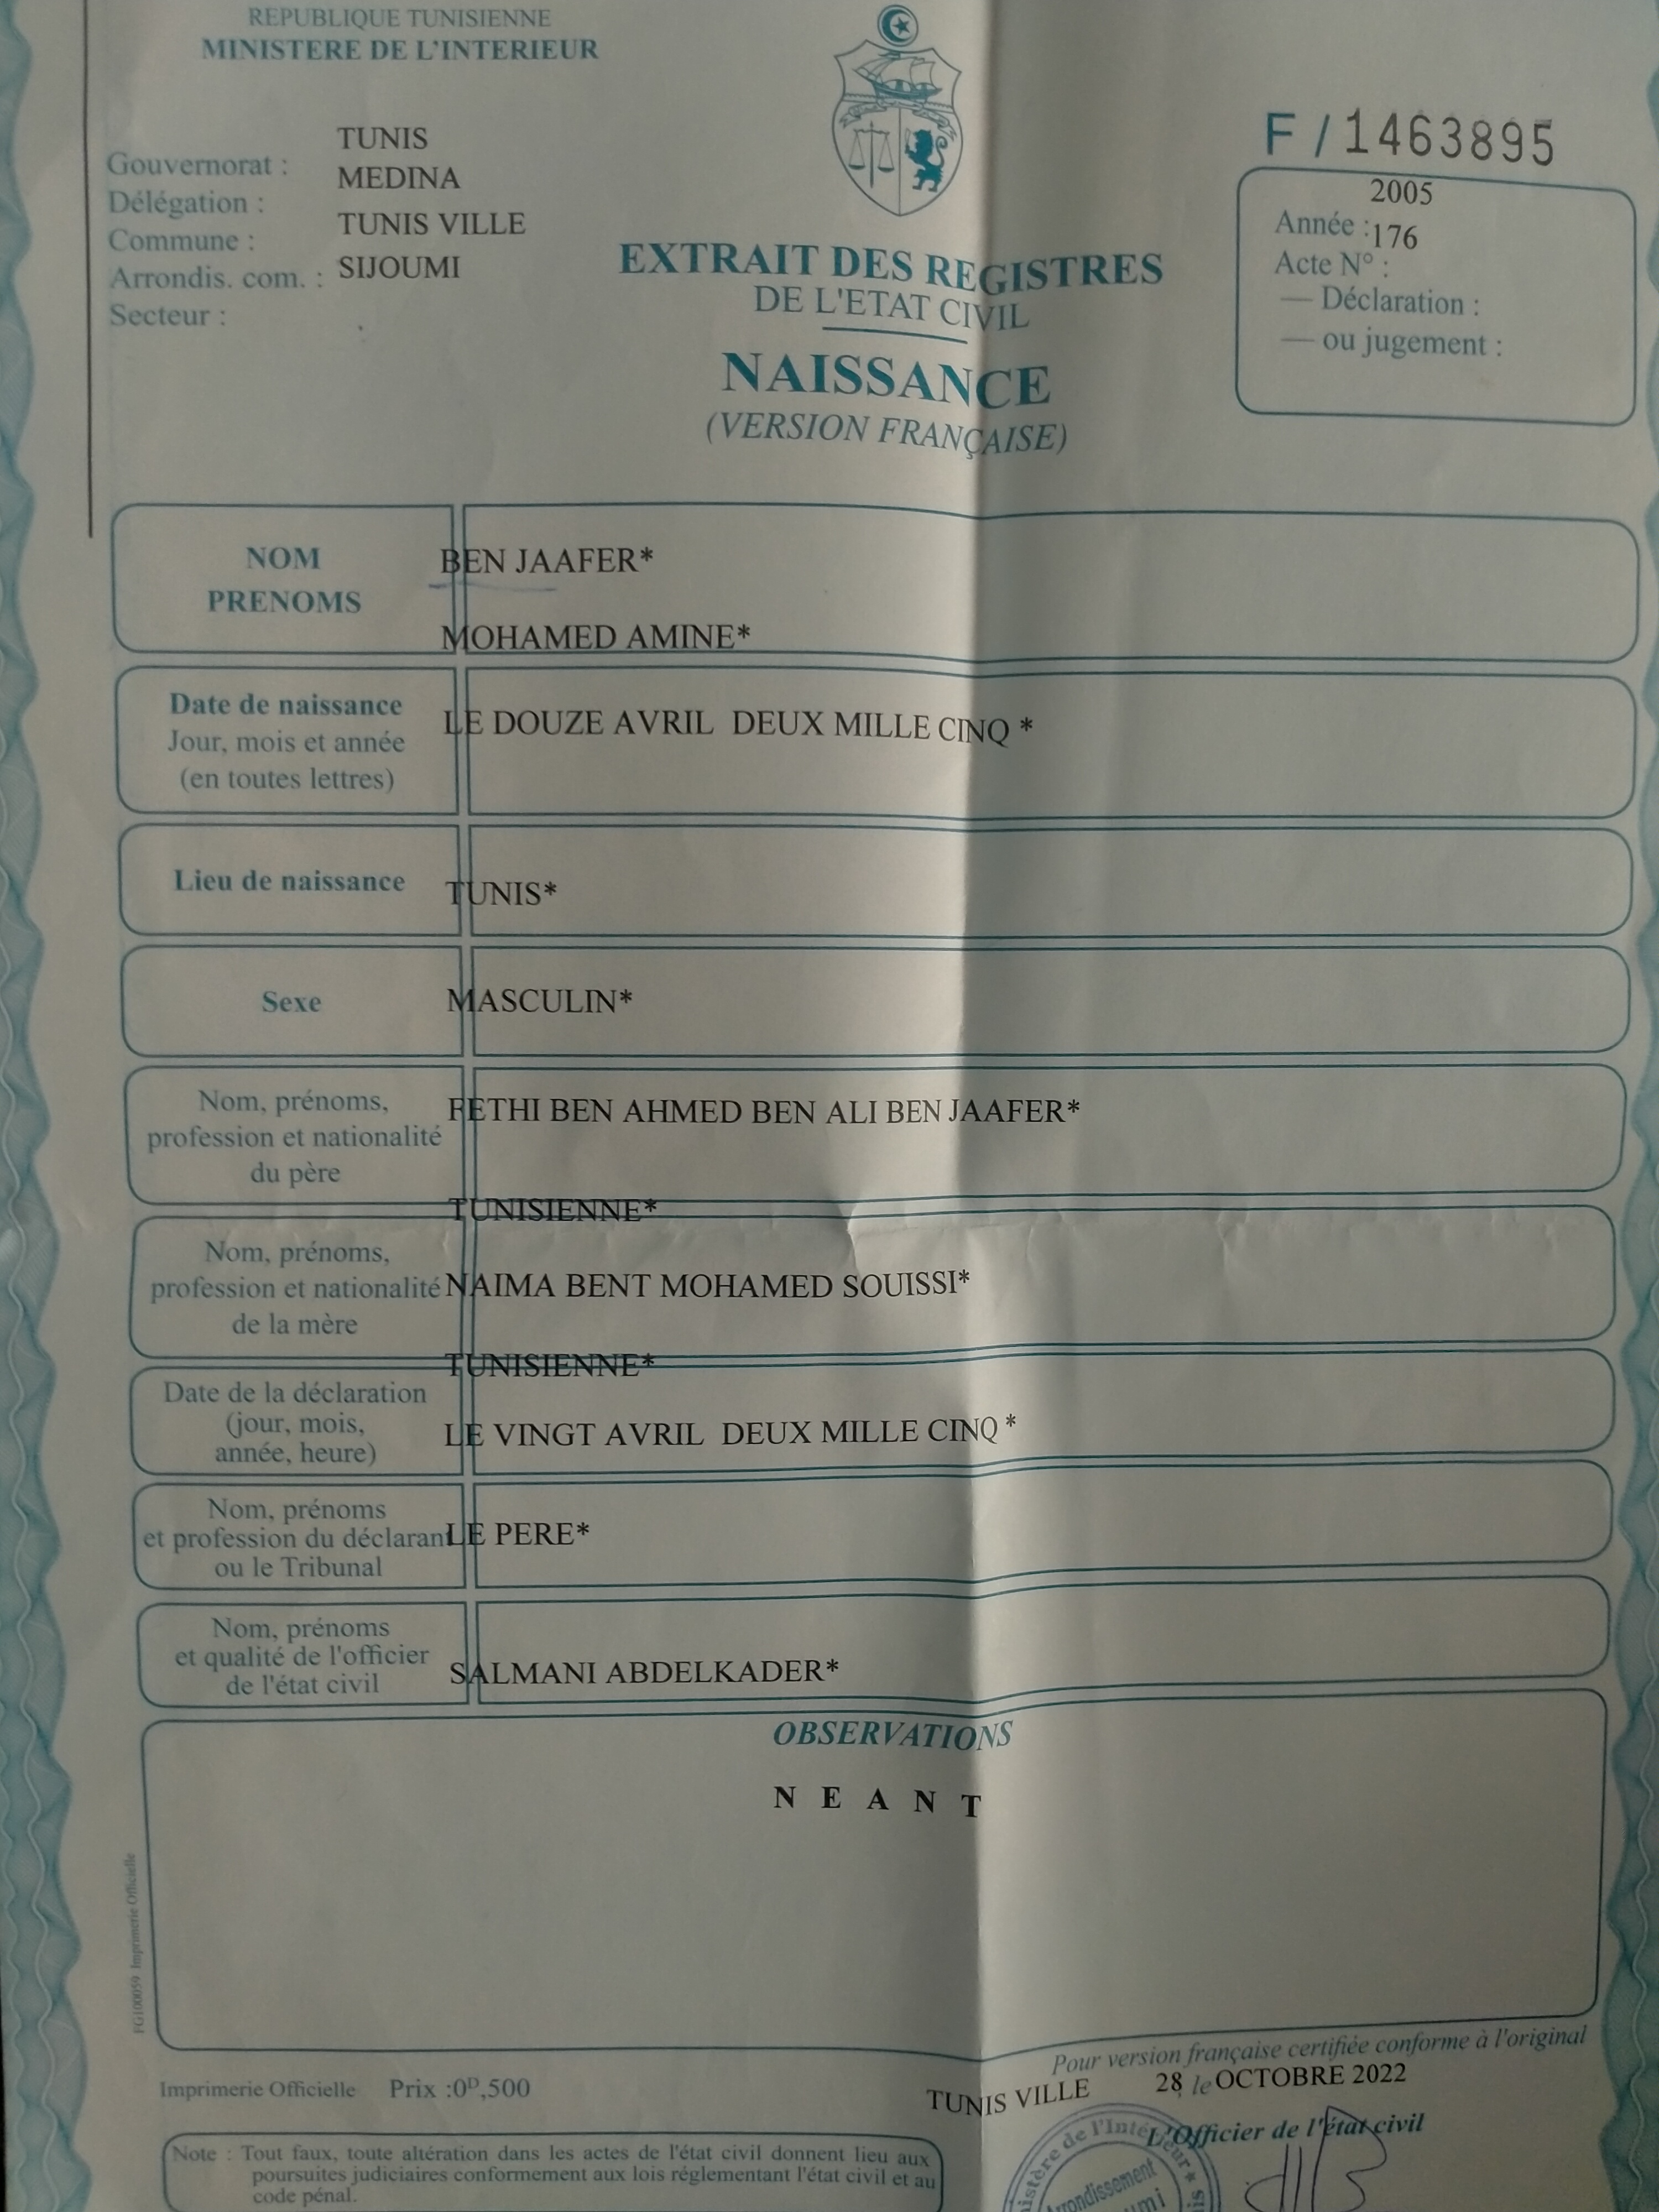 REPUBLIQUE TUNISIENNE
MINISTERE DE L'INTERIEUR
Gouvernorat : TUNIS
Délégation : MEDINA
Commune : TUNIS VILLE
Arrondis. com. : SIJOUMI
Secteur :
EXTRAIT DES REGISTRES
DE L'ETAT CIVIL
NAISSANCE
(VERSION FRANÇAISE)
F / 1463895
Année : 2005
Acte N° : 176
— Déclaration :
— ou jugement :
NOM
PRENOMS
BEN JAAFER*
MOHAMED AMINE*
Date de naissance
Jour, mois et année
(en toutes lettres)
LE DOUZE AVRIL DEUX MILLE CINQ *
Lieu de naissance
TUNIS*
Sexe
MASCULIN*
Nom, prénoms,
profession et nationalité
du père
FETHI BEN AHMED BEN ALI BEN JAAFER*
TUNISIENNE*
Nom, prénoms,
profession et nationalité
de la mère
NAIMA BENT MOHAMED SOUISSI*
TUNISIENNE*
Date de la déclaration
(jour, mois,
année, heure)
LE VINGT AVRIL DEUX MILLE CINQ *
Nom, prénoms
et profession du déclarant
ou le Tribunal
LE PERE*
Nom, prénoms
et qualité de l'officier
de l'état civil
SALMANI ABDELKADER*
OBSERVATIONS
N E A N T
FG100059 Imprimerie Officielle
Pour version française certifiée conforme à l'original
TUNIS VILLE 28 le OCTOBRE 2022
L'Officier de l'état civil
Imprimerie Officielle Prix :0D,500
Note : Tout faux, toute altération dans les actes de l'état civil donnent lieu aux
poursuites judiciaires conformement aux lois réglementant l'état civil et au
code pénal.